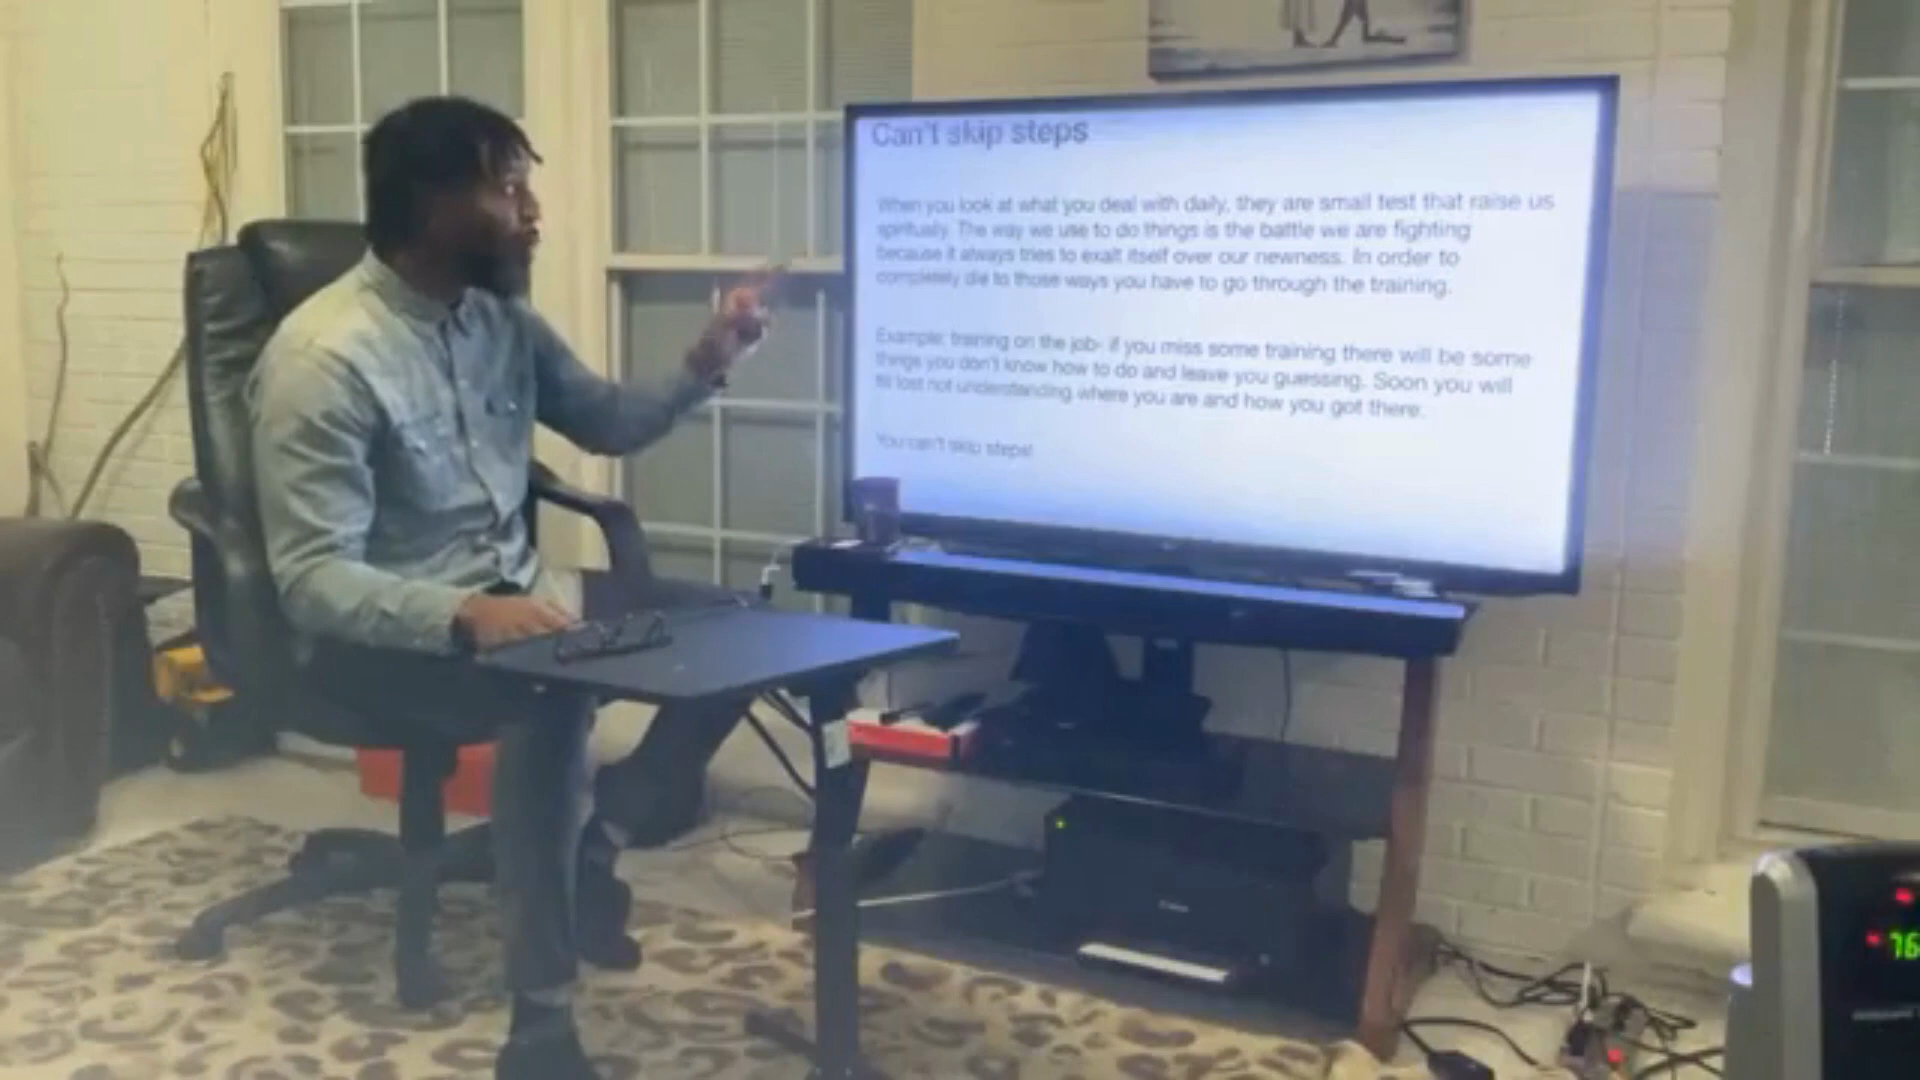 Can't skip steps
When you look at what you deal with daily, they are small test that raise us
spiritually. The way we use to do things is the battle we are fighting
because it always tries to exalt itself over our newness. In order to
completely die to those ways you have to go through the training.
Example: training on the job- if you miss some training there will be some
things you don't know how to do and leave you guessing. Soon you will
lost not understanding where you are and how you got there.
You can't skip steps!
76